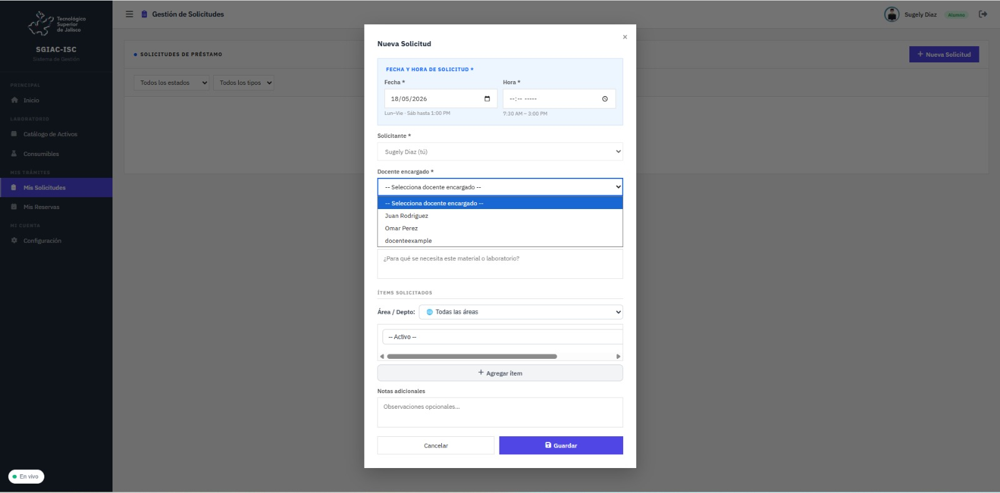 Tecnológico
Superior
de Jalisco
SGIAC-ISC
Sistema de Gestión
PRINCIPAL
Inicio
LABORATORIO
Catálogo de Activos
Consumibles
MIS TRÁMITES
Mis Solicitudes
Mis Reservas
MI CUENTA
Configuración
En vivo
Gestión de Solicitudes
Sugely Diaz
Alumno
SOLICITUDES DE PRÉSTAMO
+ Nueva Solicitud
Todos los estados
Todos los tipos
Nueva Solicitud
×
FECHA Y HORA DE SOLICITUD *
Fecha *
Hora *
18/05/2026
--:-- -----
Lun–Vie · Sáb hasta 1:00 PM
7:30 AM – 3:00 PM
Solicitante *
Sugely Diaz (tú)
Docente encargado *
-- Selecciona docente encargado --
-- Selecciona docente encargado --
Juan Rodriguez
Omar Perez
docenteexample
¿Para qué se necesita este material o laboratorio?
ÍTEMS SOLICITADOS
Área / Depto:
Todas las áreas
-- Activo --
+ Agregar ítem
Notas adicionales
Observaciones opcionales...
Cancelar
Guardar